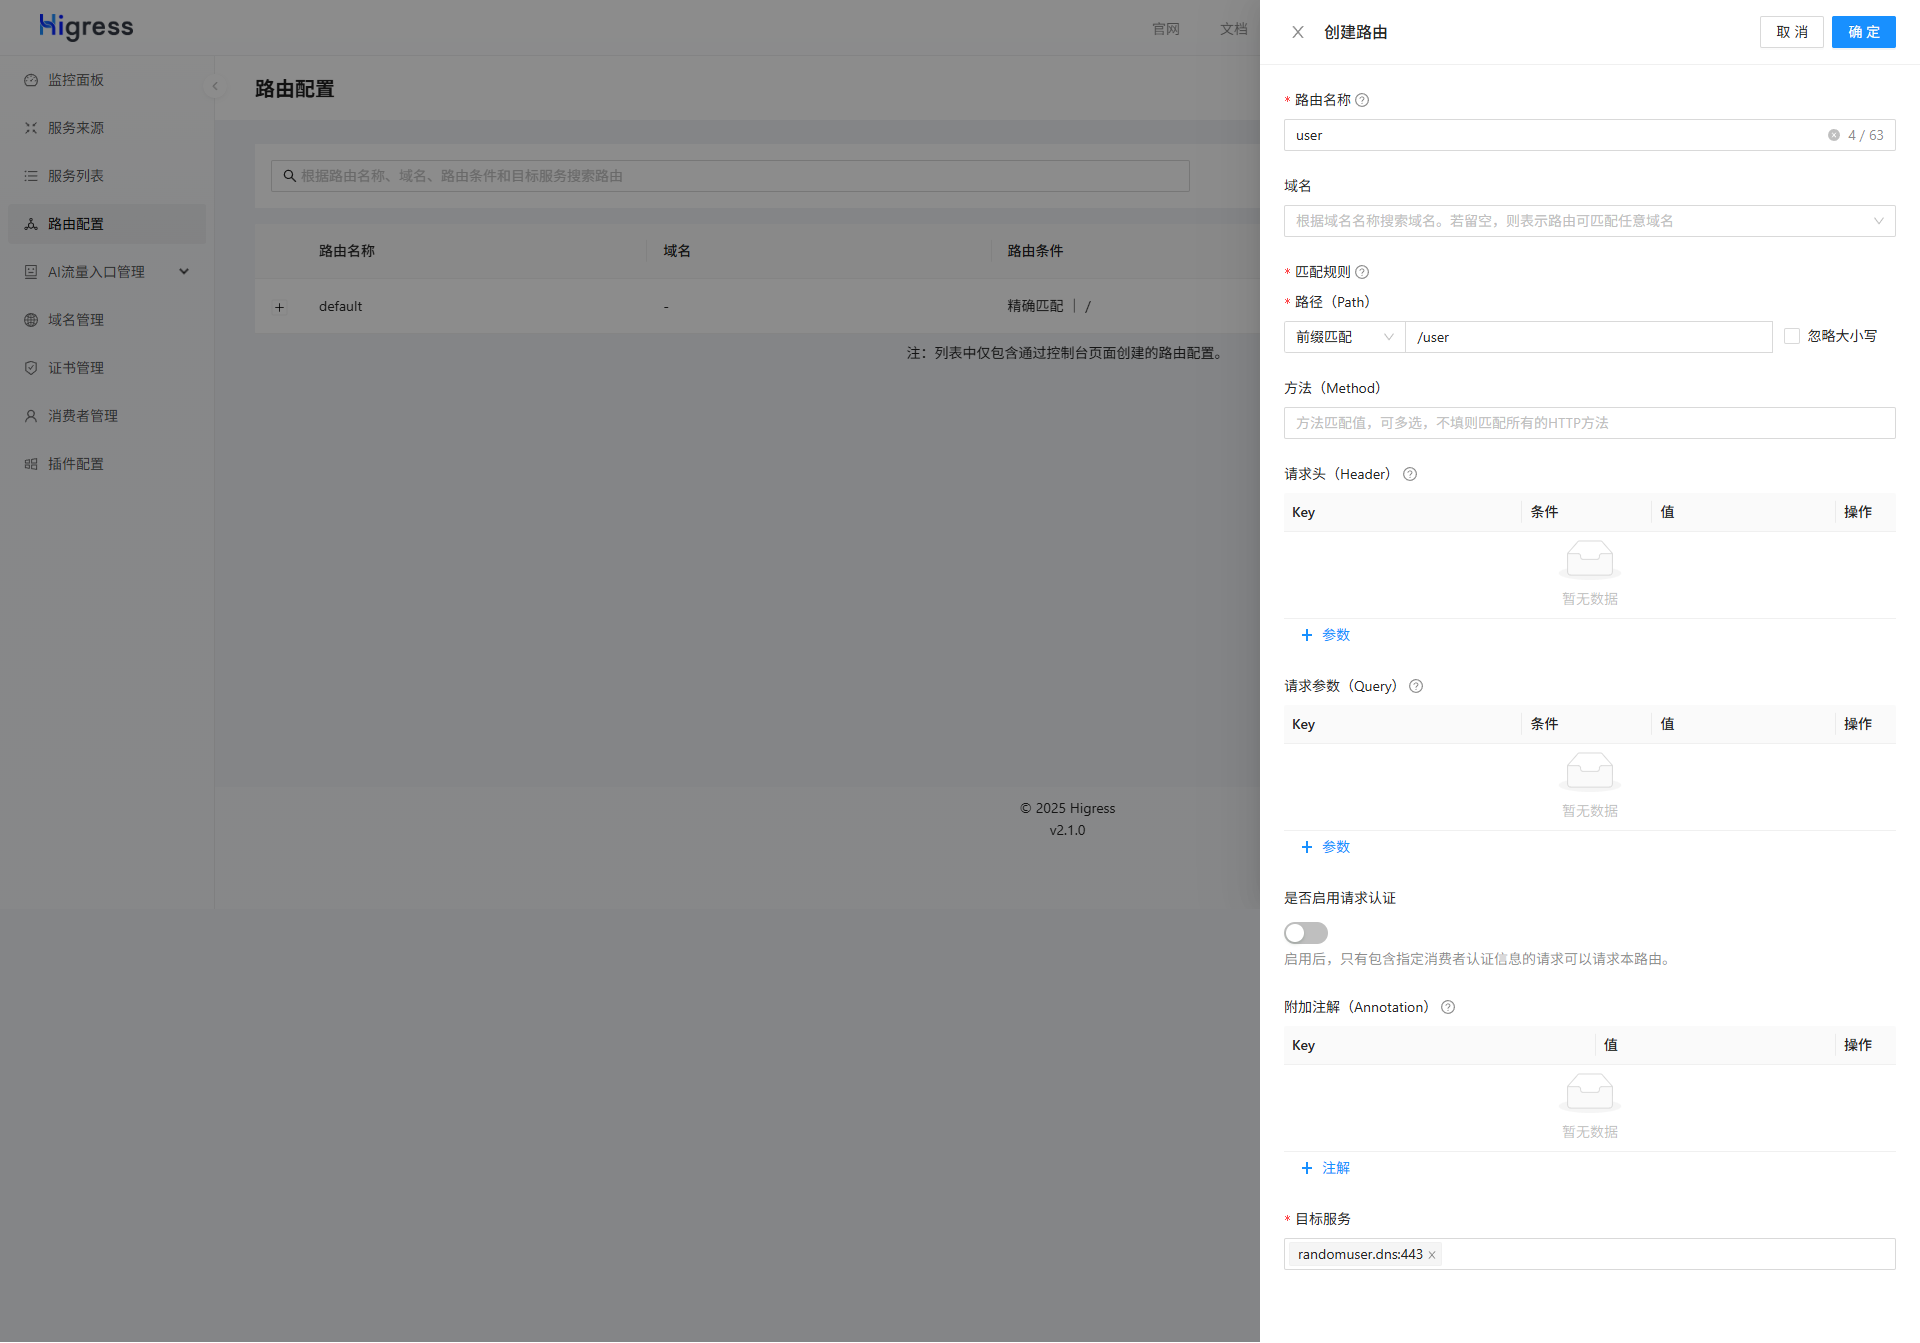 Higress
官网
文档
监控面板
服务来源
服务列表
路由配置
AI流量入口管理
域名管理
证书管理
消费者管理
插件配置
路由配置
根据路由名称、域名、路由条件和目标服务搜索路由
路由名称 域名 路由条件
default - 精确匹配 | /
注：列表中仅包含通过控制台页面创建的路由配置。
© 2025 Higress
v2.1.0
创建路由
取 消
确 定
* 路由名称
user 4 / 63
域名
根据域名名称搜索域名。若留空，则表示路由可匹配任意域名
* 匹配规则
* 路径（Path）
前缀匹配 /user 忽略大小写
方法（Method）
方法匹配值，可多选，不填则匹配所有的HTTP方法
请求头（Header）
Key 条件 值 操作
暂无数据
+ 参数
请求参数（Query）
Key 条件 值 操作
暂无数据
+ 参数
是否启用请求认证
启用后，只有包含指定消费者认证信息的请求可以请求本路由。
附加注解（Annotation）
Key 值 操作
暂无数据
+ 注解
* 目标服务
randomuser.dns:443